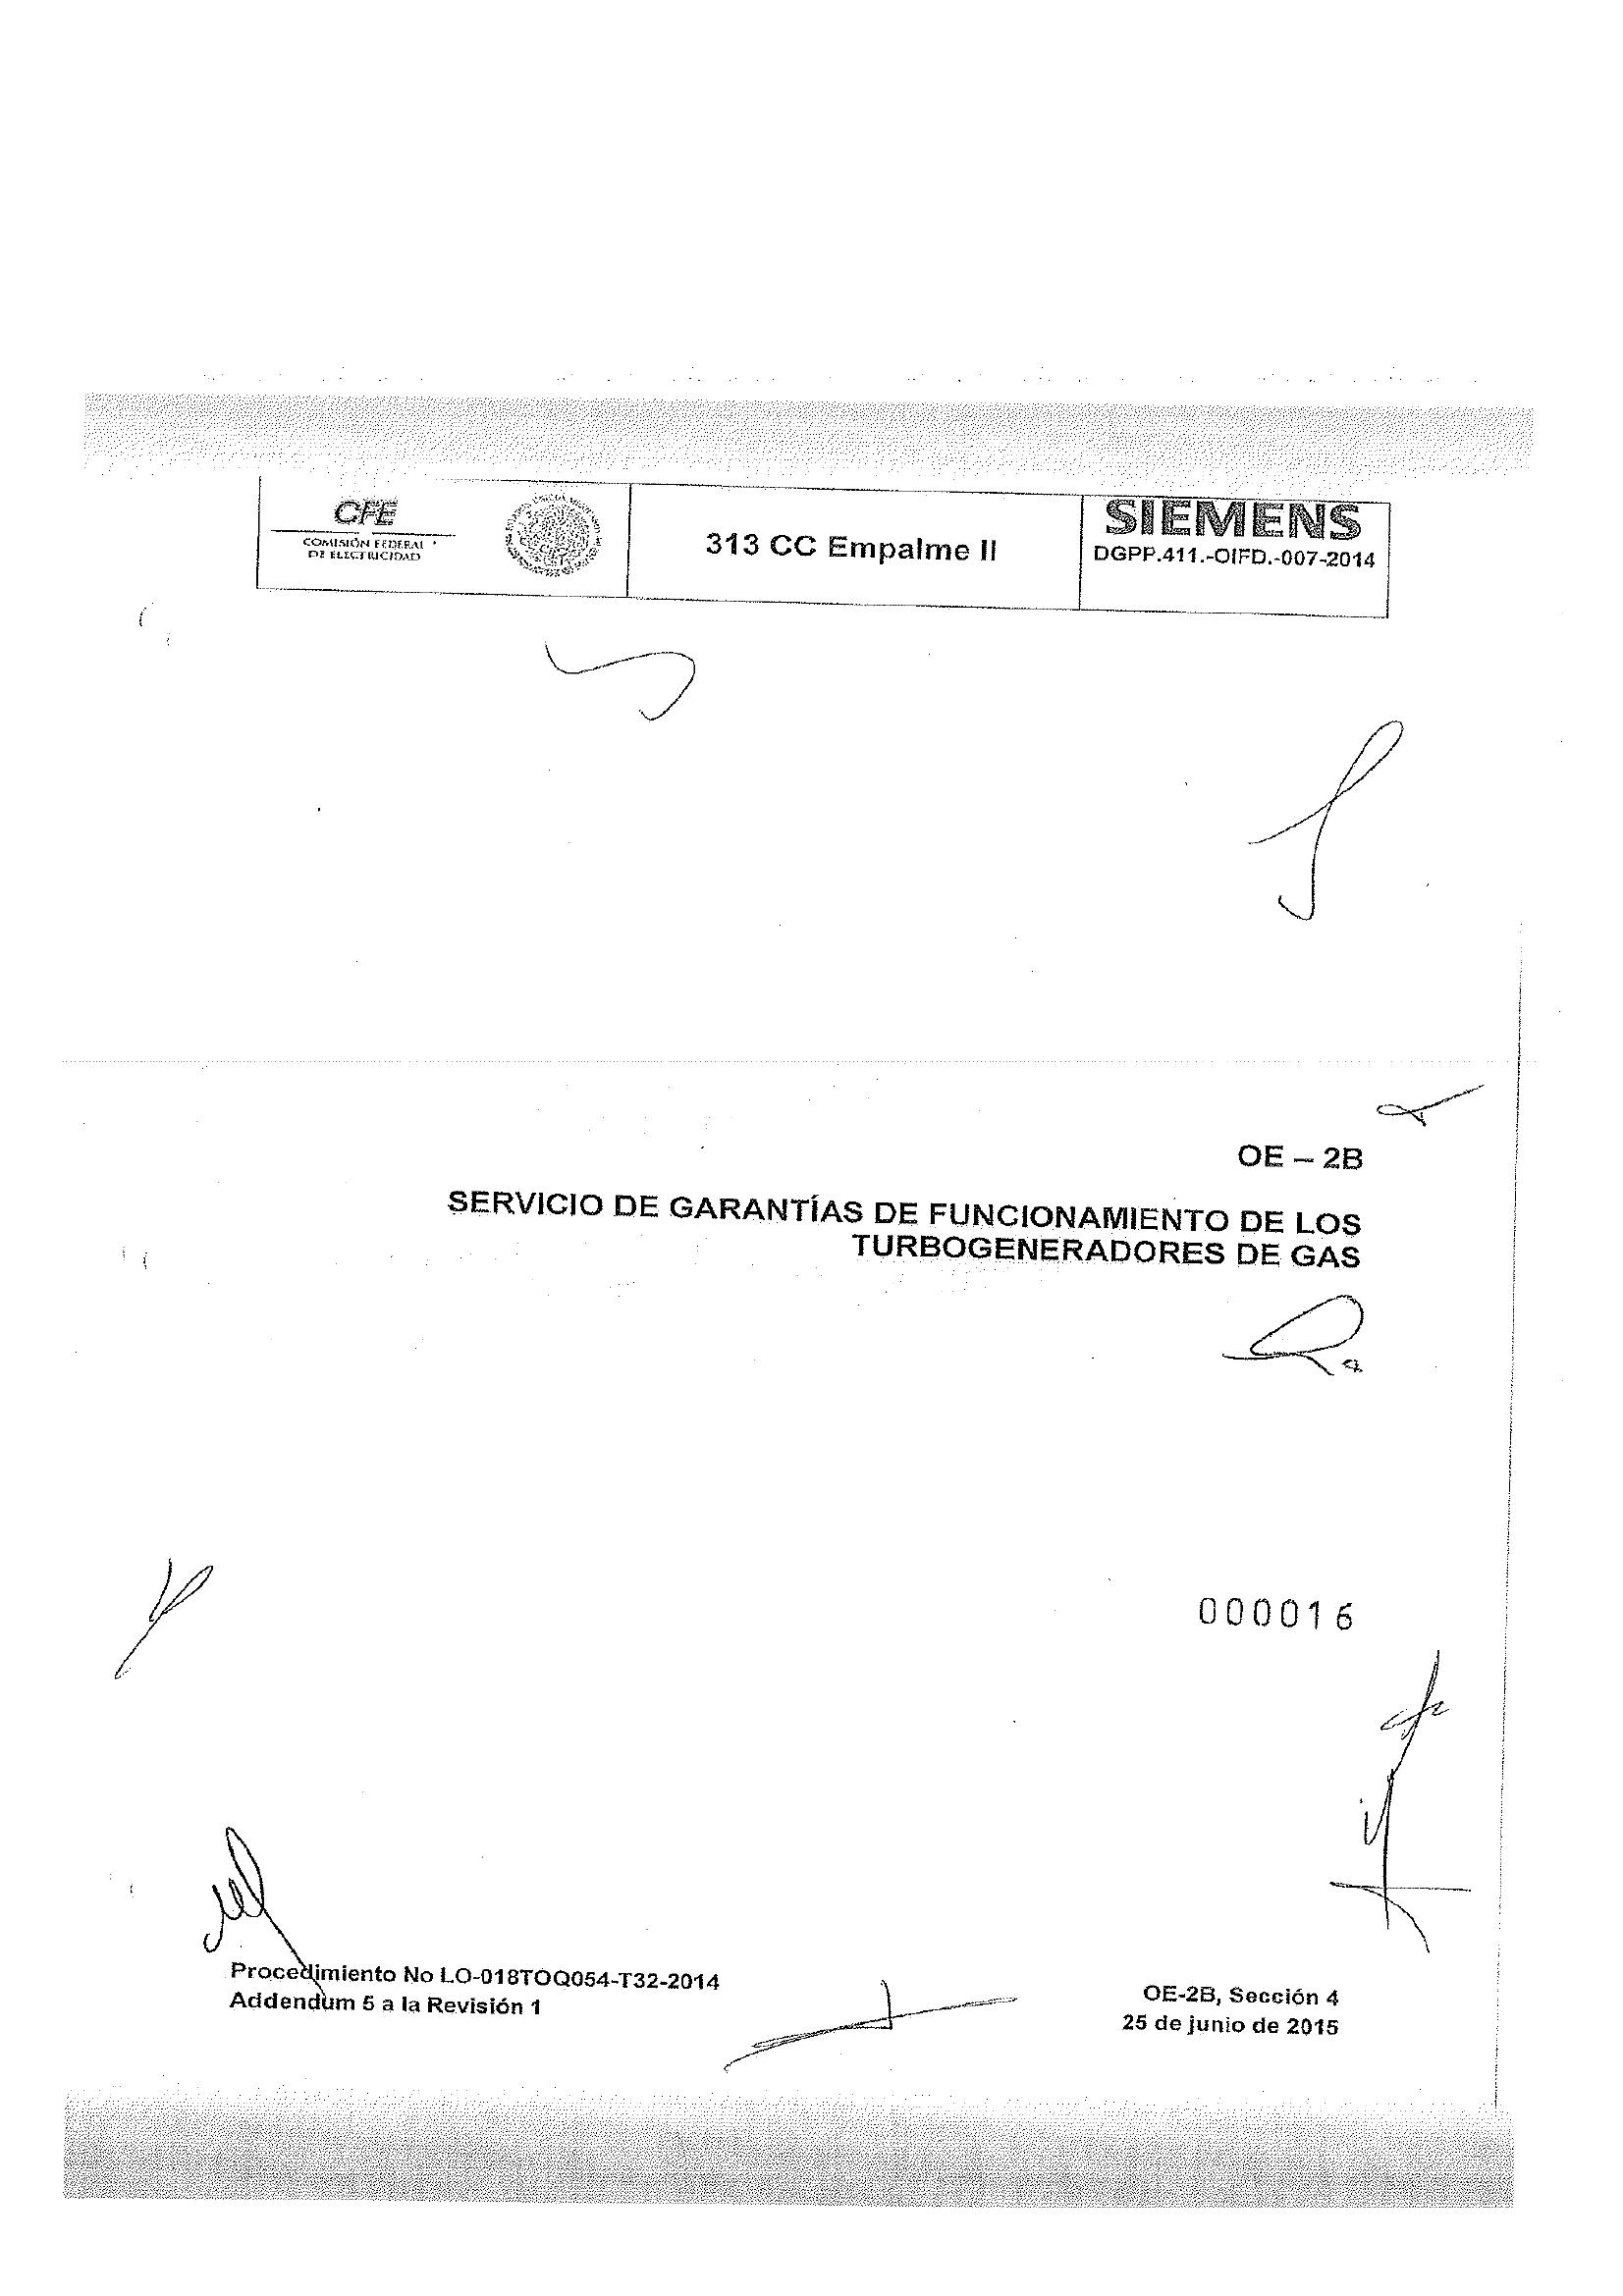 CFE
COMISIÓN FEDERAL
DE ELECTRICIDAD
313 CC Empalme II
SIEMENS
DGPP.411.-OIFD.-007-2014
OE – 2B
SERVICIO DE GARANTÍAS DE FUNCIONAMIENTO DE LOS
TURBOGENERADORES DE GAS
000016
Procedimiento No LO-018TOQ054-T32-2014
Addendum 5 a la Revisión 1
OE-2B, Sección 4
25 de junio de 2015